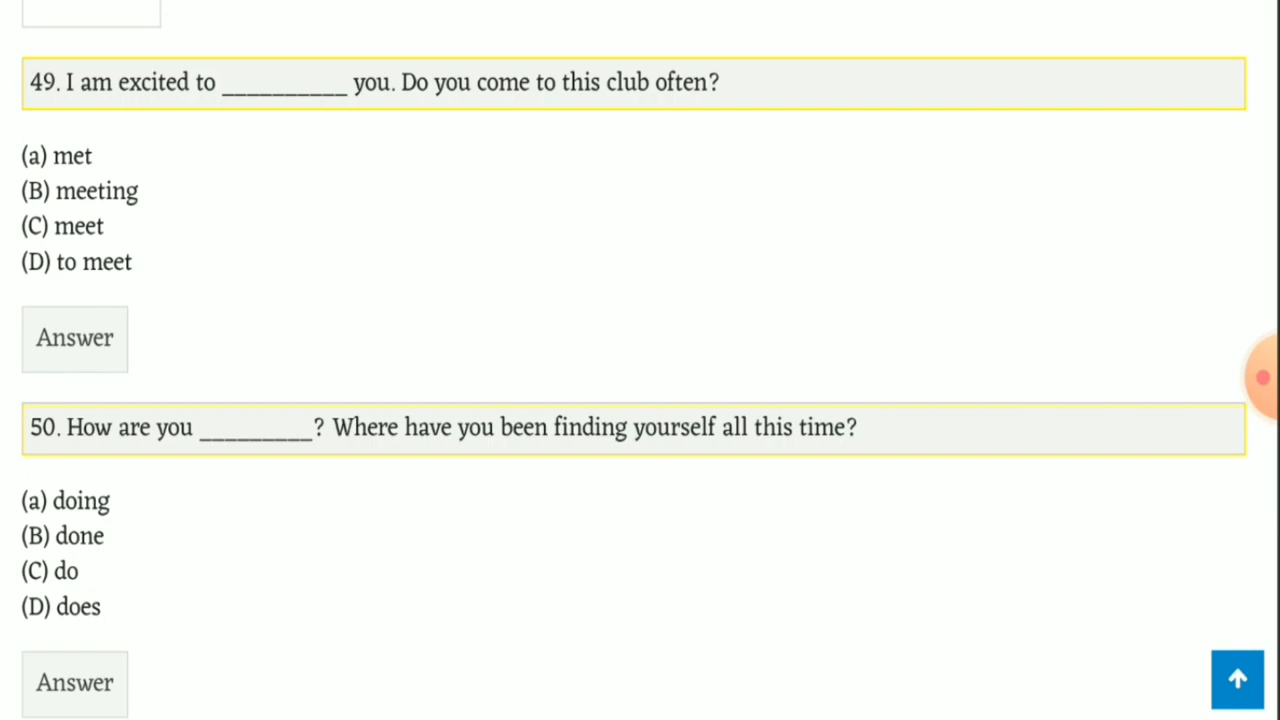 49. I am excited to __________ you. Do you come to this club often?
(a) met
(B) meeting
(C) meet
(D) to meet
Answer
50. How are you _________? Where have you been finding yourself all this time?
(a) doing
(B) done
(C) do
(D) does
Answer